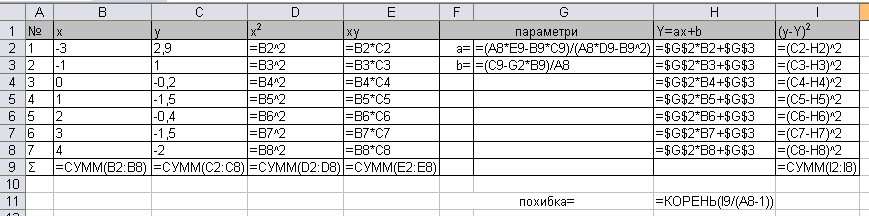 A B C D E F G H I
1 № x y x² xy параметри Y=ax+b (y-Y)²
2 1 -3 2,9 =B2^2 =B2*C2 a= =(A8*E9-B9*C9)/(A8*D9-B9^2) =$G$2*B2+$G$3 =(C2-H2)^2
3 2 -1 1 =B3^2 =B3*C3 b= =(C9-G2*B9)/A8 =$G$2*B3+$G$3 =(C3-H3)^2
4 3 0 -0,2 =B4^2 =B4*C4 =$G$2*B4+$G$3 =(C4-H4)^2
5 4 1 -1,5 =B5^2 =B5*C5 =$G$2*B5+$G$3 =(C5-H5)^2
6 5 2 -0,4 =B6^2 =B6*C6 =$G$2*B6+$G$3 =(C6-H6)^2
7 6 3 -1,5 =B7^2 =B7*C7 =$G$2*B7+$G$3 =(C7-H7)^2
8 7 4 -2 =B8^2 =B8*C8 =$G$2*B8+$G$3 =(C8-H8)^2
9 Σ =СУММ(B2:B8) =СУММ(C2:C8) =СУММ(D2:D8) =СУММ(E2:E8) =СУММ(I2:I8)
10
11 похибка= =КОРЕНЬ(I9/(A8-1))